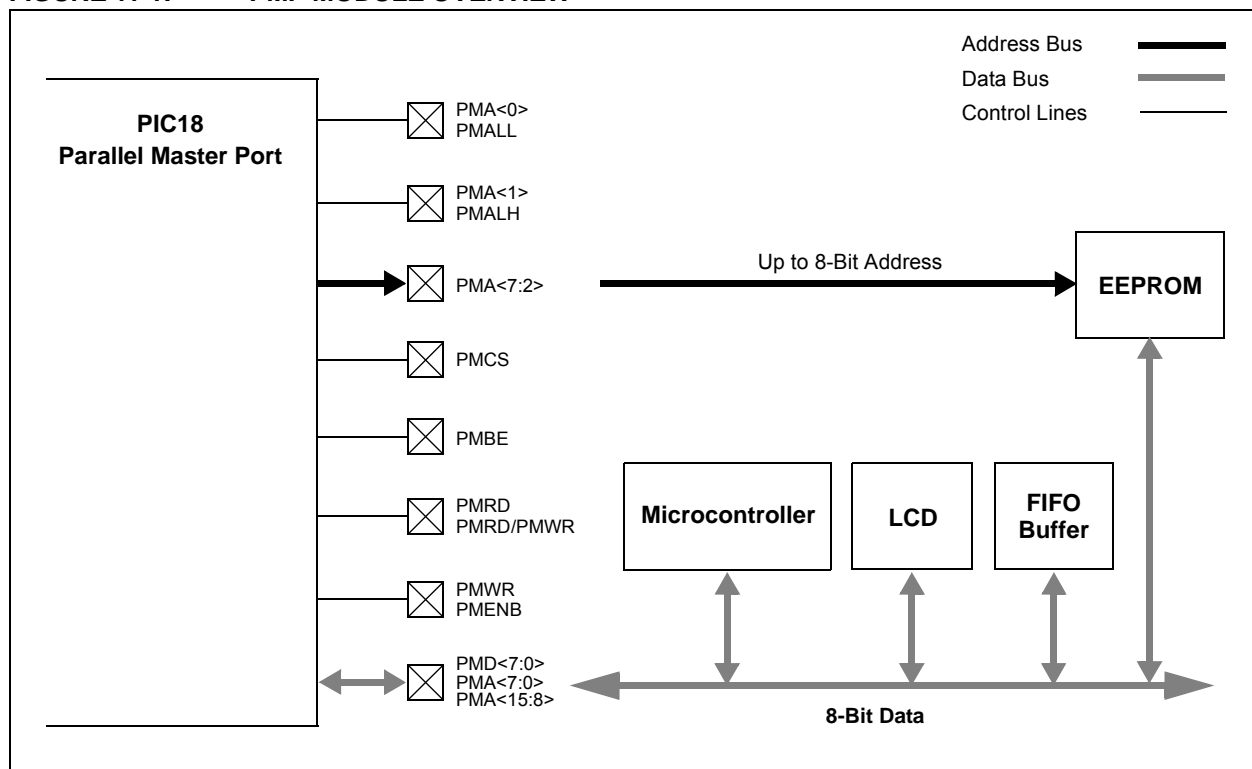 Address Bus
Data Bus
Control Lines
PIC18
Parallel Master Port
PMA<0>
PMALL
PMA<1>
PMALH
PMA<7:2>
Up to 8-Bit Address
EEPROM
PMCS
PMBE
PMRD
PMRD/PMWR
Microcontroller
LCD
FIFO
Buffer
PMWR
PMENB
PMD<7:0>
PMA<7:0>
PMA<15:8>
8-Bit Data